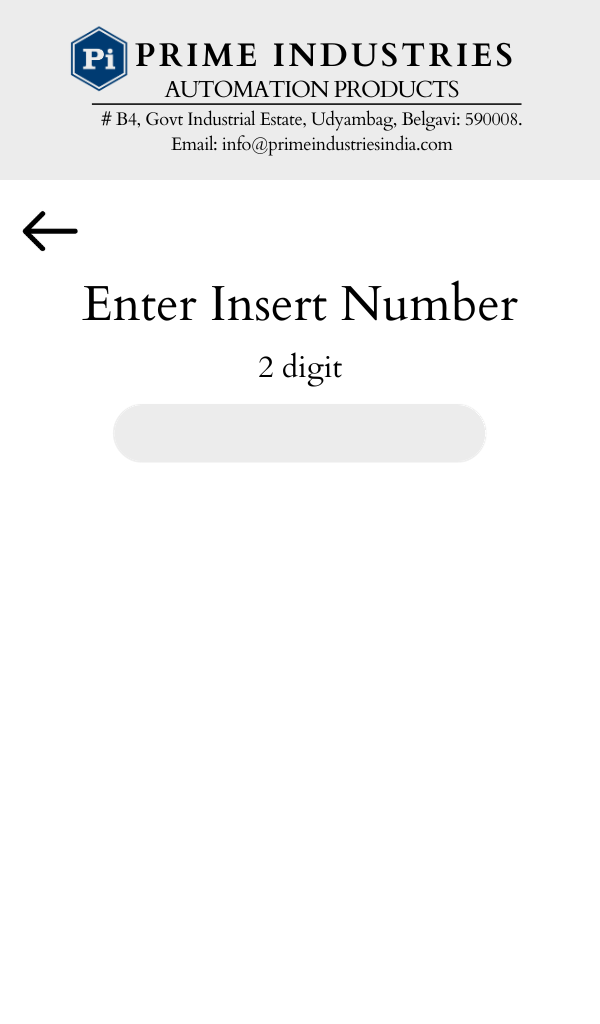 Pi PRIME INDUSTRIES
AUTOMATION PRODUCTS
# B4, Govt Industrial Estate, Udyambag, Belgavi: 590008.
Email: info@primeindustriesindia.com
Enter Insert Number
2 digit